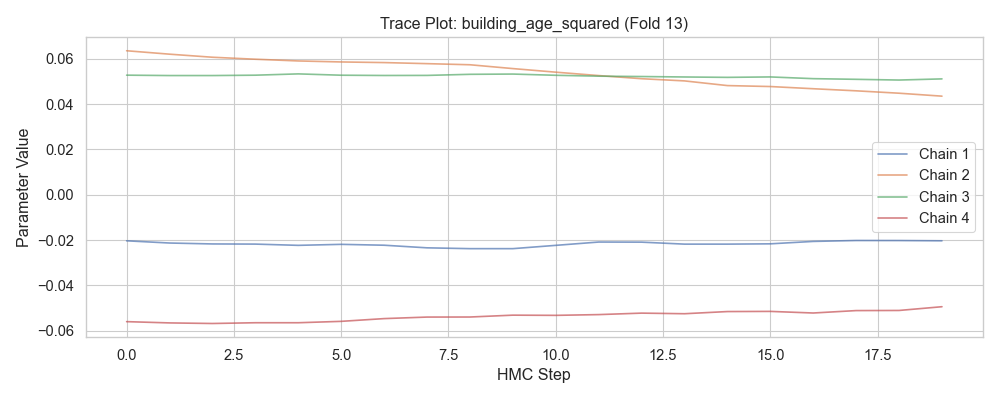 Trace Plot: building_age_squared (Fold 13)
Parameter Value
0.06
0.04
0.02
0.00
−0.02
−0.04
−0.06
Chain 1
Chain 2
Chain 3
Chain 4
0.0 2.5 5.0 7.5 10.0 12.5 15.0 17.5
HMC Step